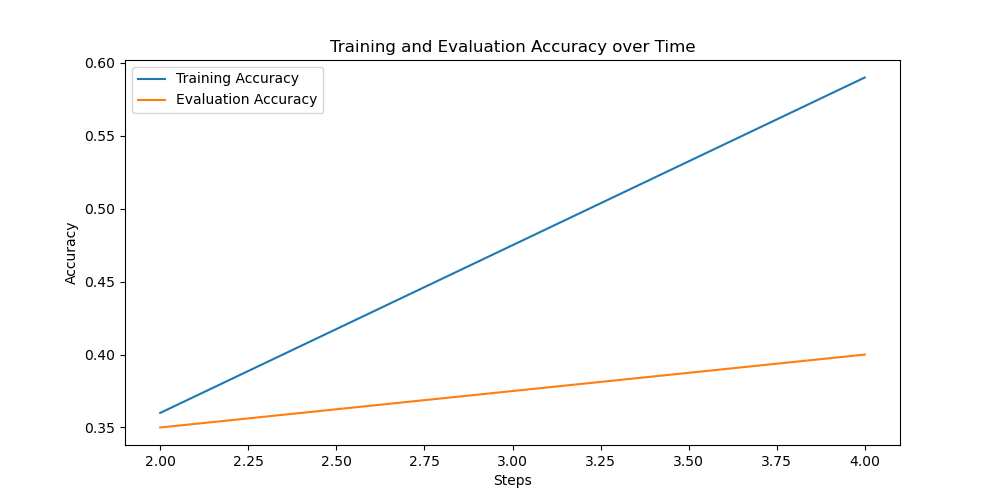 Training and Evaluation Accuracy over Time
Training Accuracy
Evaluation Accuracy
Accuracy
0.60
0.55
0.50
0.45
0.40
0.35
2.00 2.25 2.50 2.75 3.00 3.25 3.50 3.75 4.00
Steps